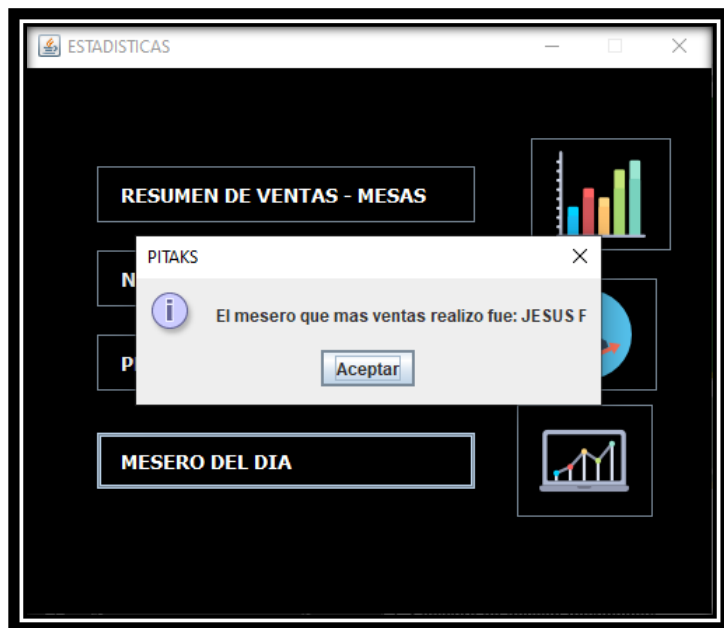 ESTADISTICAS
RESUMEN DE VENTAS - MESAS
PITAKS
El mesero que mas ventas realizo fue: JESUS F
Aceptar
MESERO DEL DIA